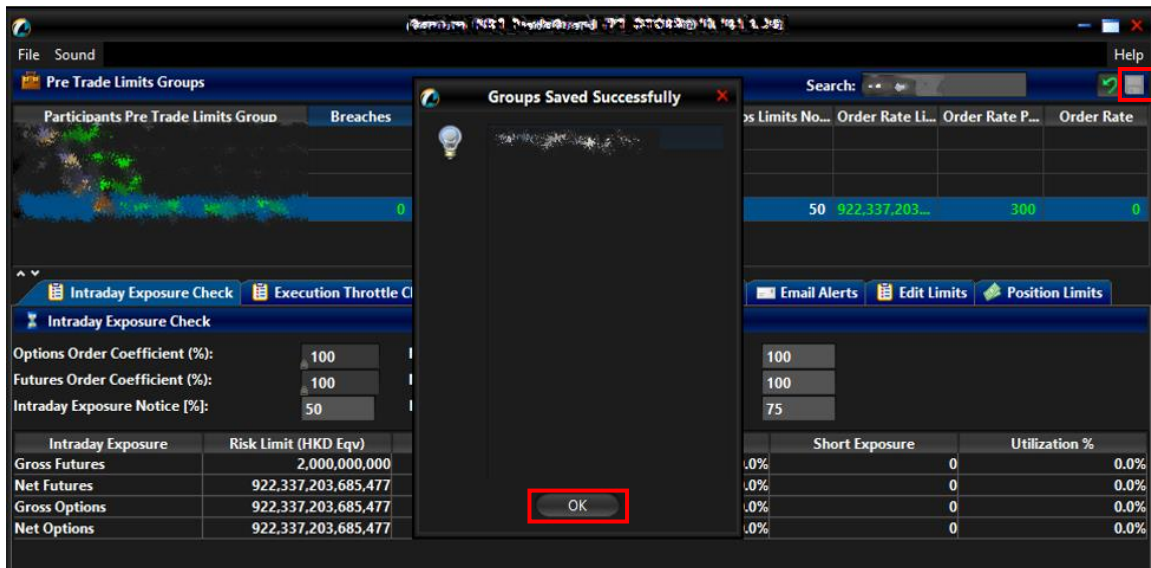 File Sound Help
Pre Trade Limits Groups Search:
Groups Saved Successfully
Participants Pre Trade Limits Group Breaches os Limits No... Order Rate Li... Order Rate P... Order Rate
0 50 922,337,203... 300 0
Intraday Exposure Check Execution Throttle Email Alerts Edit Limits Position Limits
Intraday Exposure Check
Options Order Coefficient (%): 100 100
Futures Order Coefficient (%): 100 100
Intraday Exposure Notice [%]: 50 75
Intraday Exposure Risk Limit (HKD Eqv) Short Exposure Utilization %
Gross Futures 2,000,000,000 .0% 0 0.0%
Net Futures 922,337,203,685,477 .0% 0 0.0%
Gross Options 922,337,203,685,477 .0% 0 0.0%
Net Options 922,337,203,685,477 .0% 0 0.0%
OK